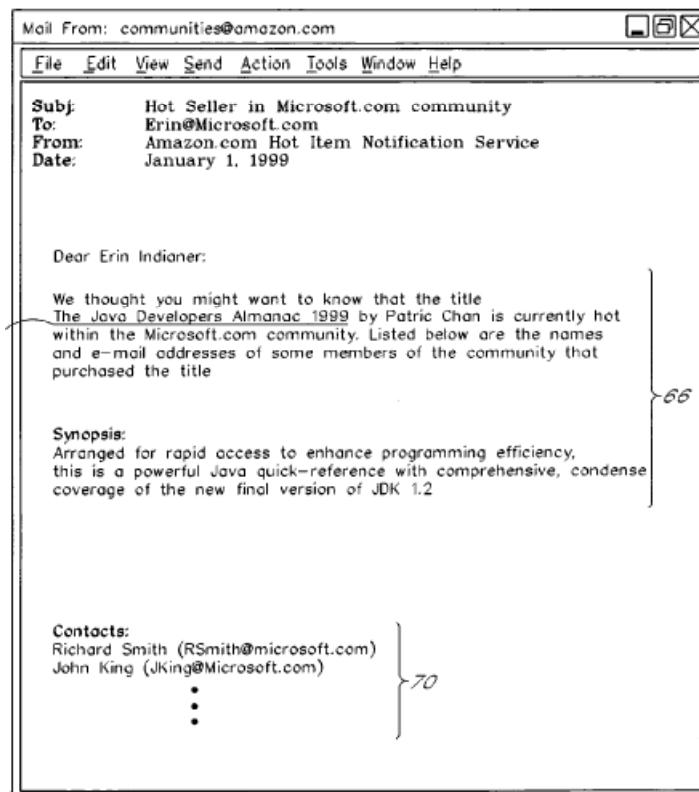 Mail From: communities@amazon.com
File Edit View Send Action Tools Window Help
Subj: Hot Seller in Microsoft.com community
To: Erin@Microsoft.com
From: Amazon.com Hot Item Notification Service
Date: January 1, 1999
Dear Erin Indianer:
We thought you might want to know that the title
The Java Developers Almanac 1999 by Patric Chan is currently hot
within the Microsoft.com community. Listed below are the names
and e-mail addresses of some members of the community that
purchased the title
66
Synopsis:
Arranged for rapid access to enhance programming efficiency,
this is a powerful Java quick-reference with comprehensive, condense
coverage of the new final version of JDK 1.2
Contacts:
Richard Smith (RSmith@microsoft.com)
John King (JKing@Microsoft.com)
70